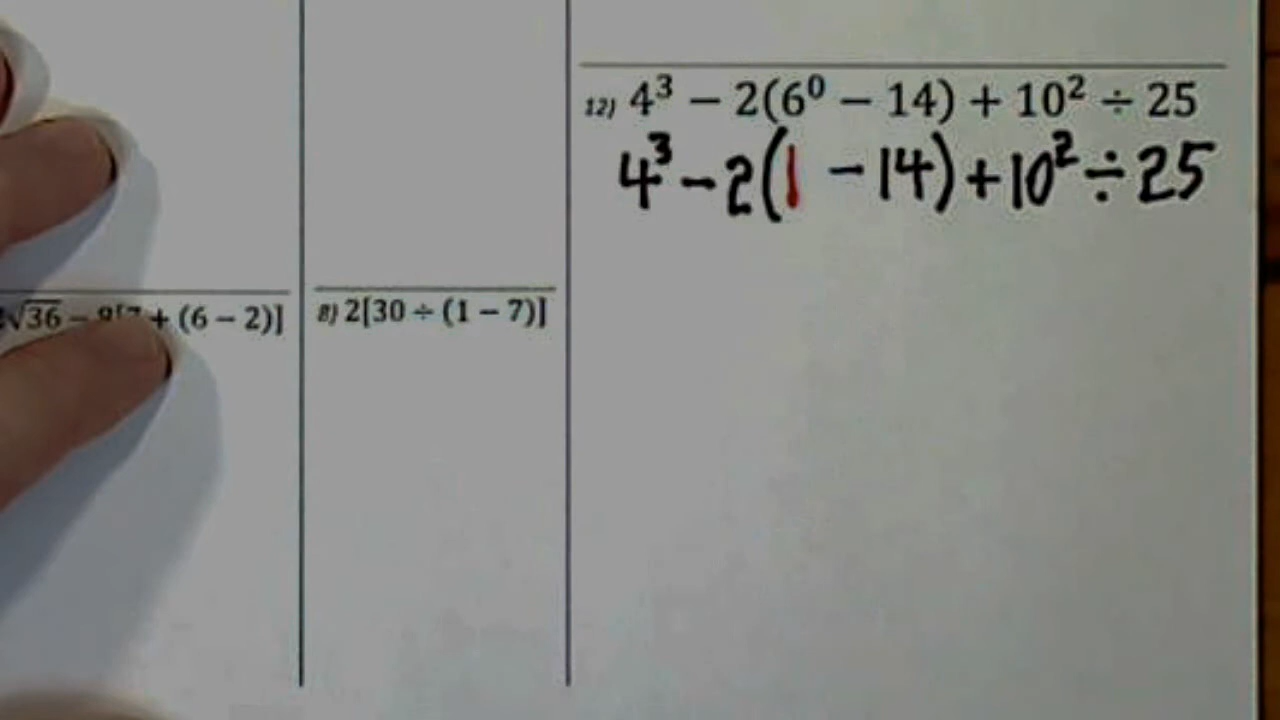 12) 4³ − 2(6⁰ − 14) + 10² ÷ 25
4³ − 2(1 − 14) + 10² ÷ 25
√36 − + (6 − 2)]
8) 2[30 ÷ (1 − 7)]